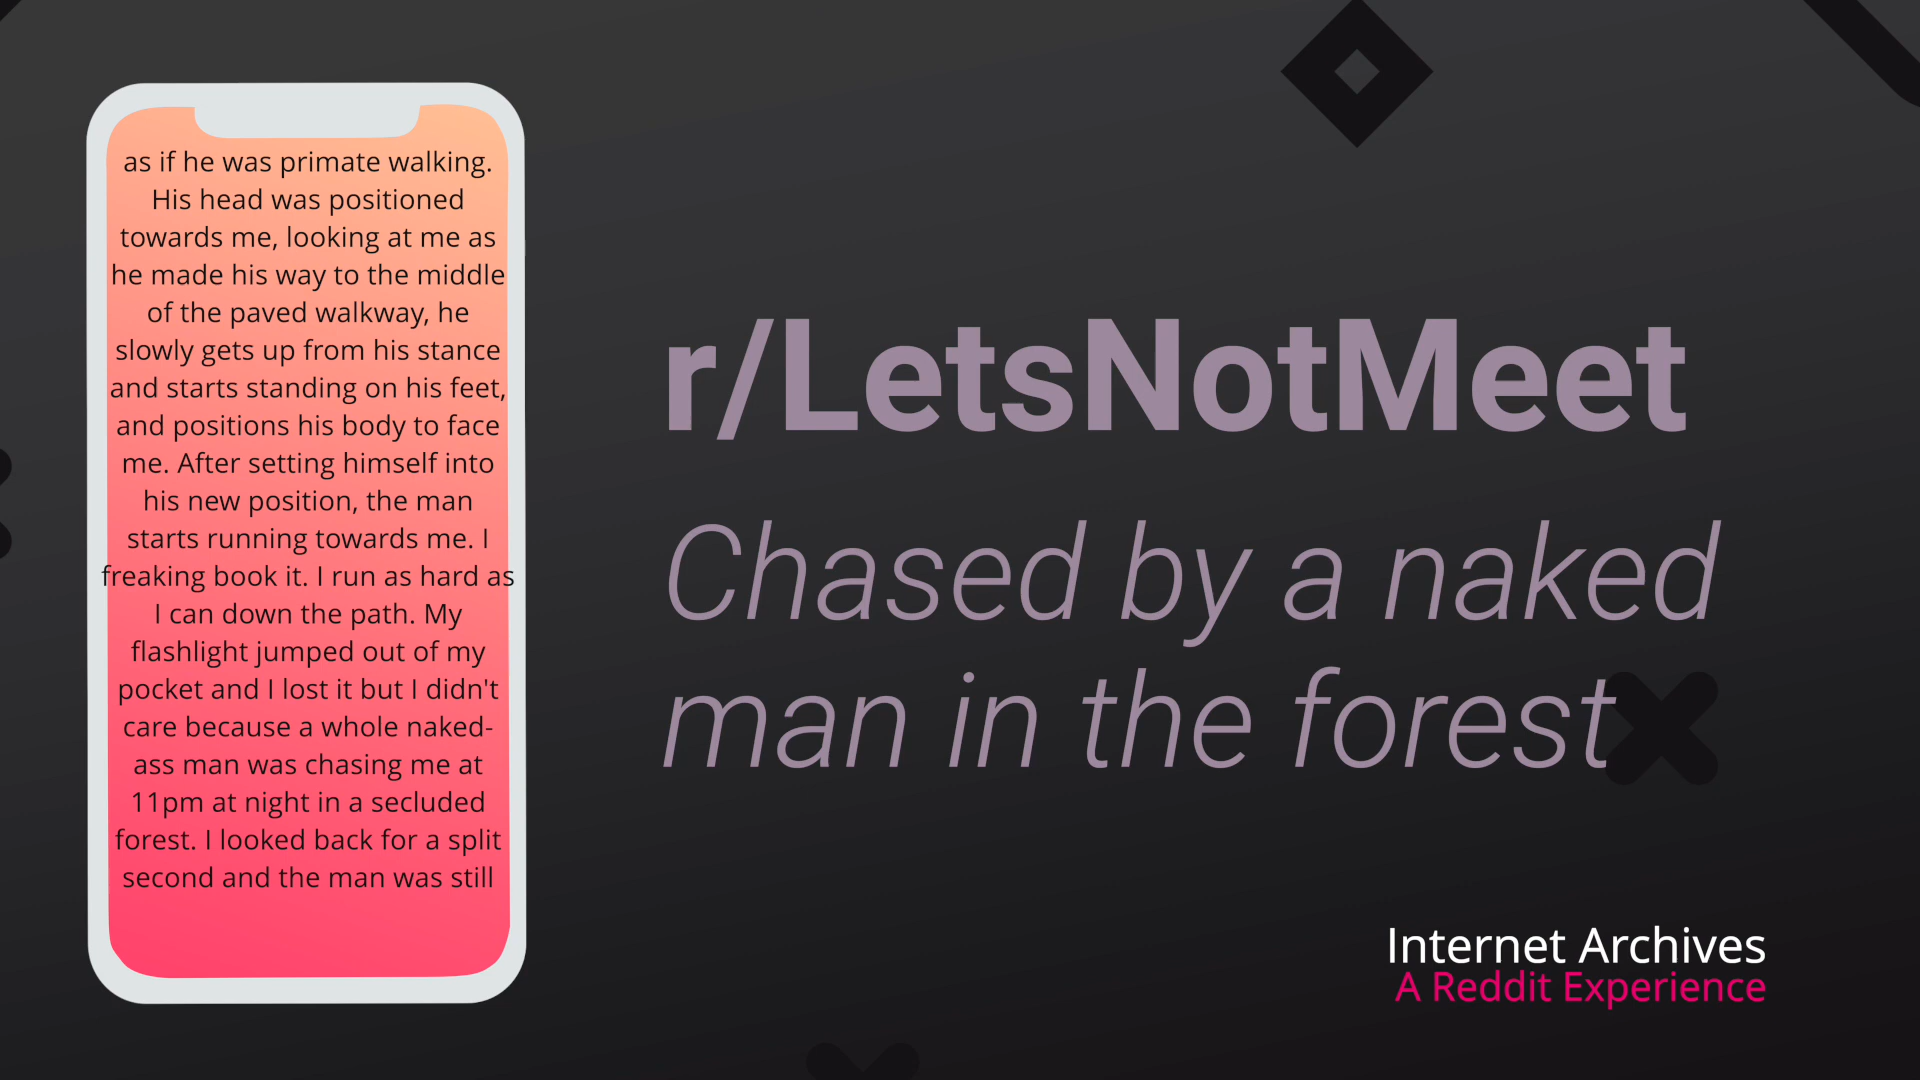 as if he was primate walking.
His head was positioned
towards me, looking at me as
he made his way to the middle
of the paved walkway, he
slowly gets up from his stance
and starts standing on his feet,
and positions his body to face
me. After setting himself into
his new position, the man
starts running towards me. I
freaking book it. I run as hard as
I can down the path. My
flashlight jumped out of my
pocket and I lost it but I didn't
care because a whole naked-
ass man was chasing me at
11pm at night in a secluded
forest. I looked back for a split
second and the man was still
r/LetsNotMeet
Chased by a naked
man in the forest
Internet Archives
A Reddit Experience